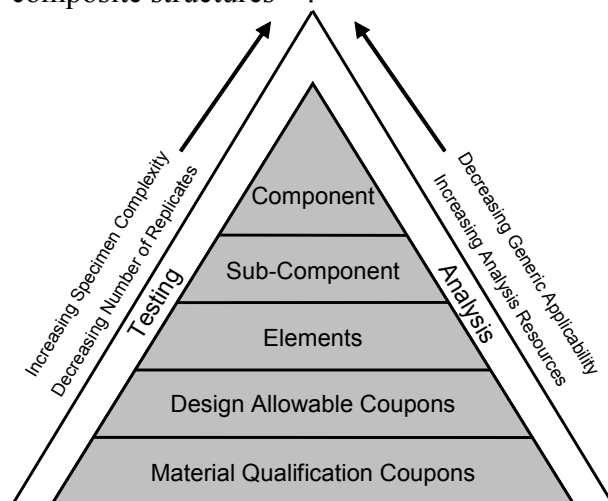 composite structures
Increasing Specimen Complexity
Decreasing Number of Replicates
Testing
Component
Sub-Component
Elements
Design Allowable Coupons
Material Qualification Coupons
Analysis
Decreasing Generic Applicability
Increasing Analysis Resources